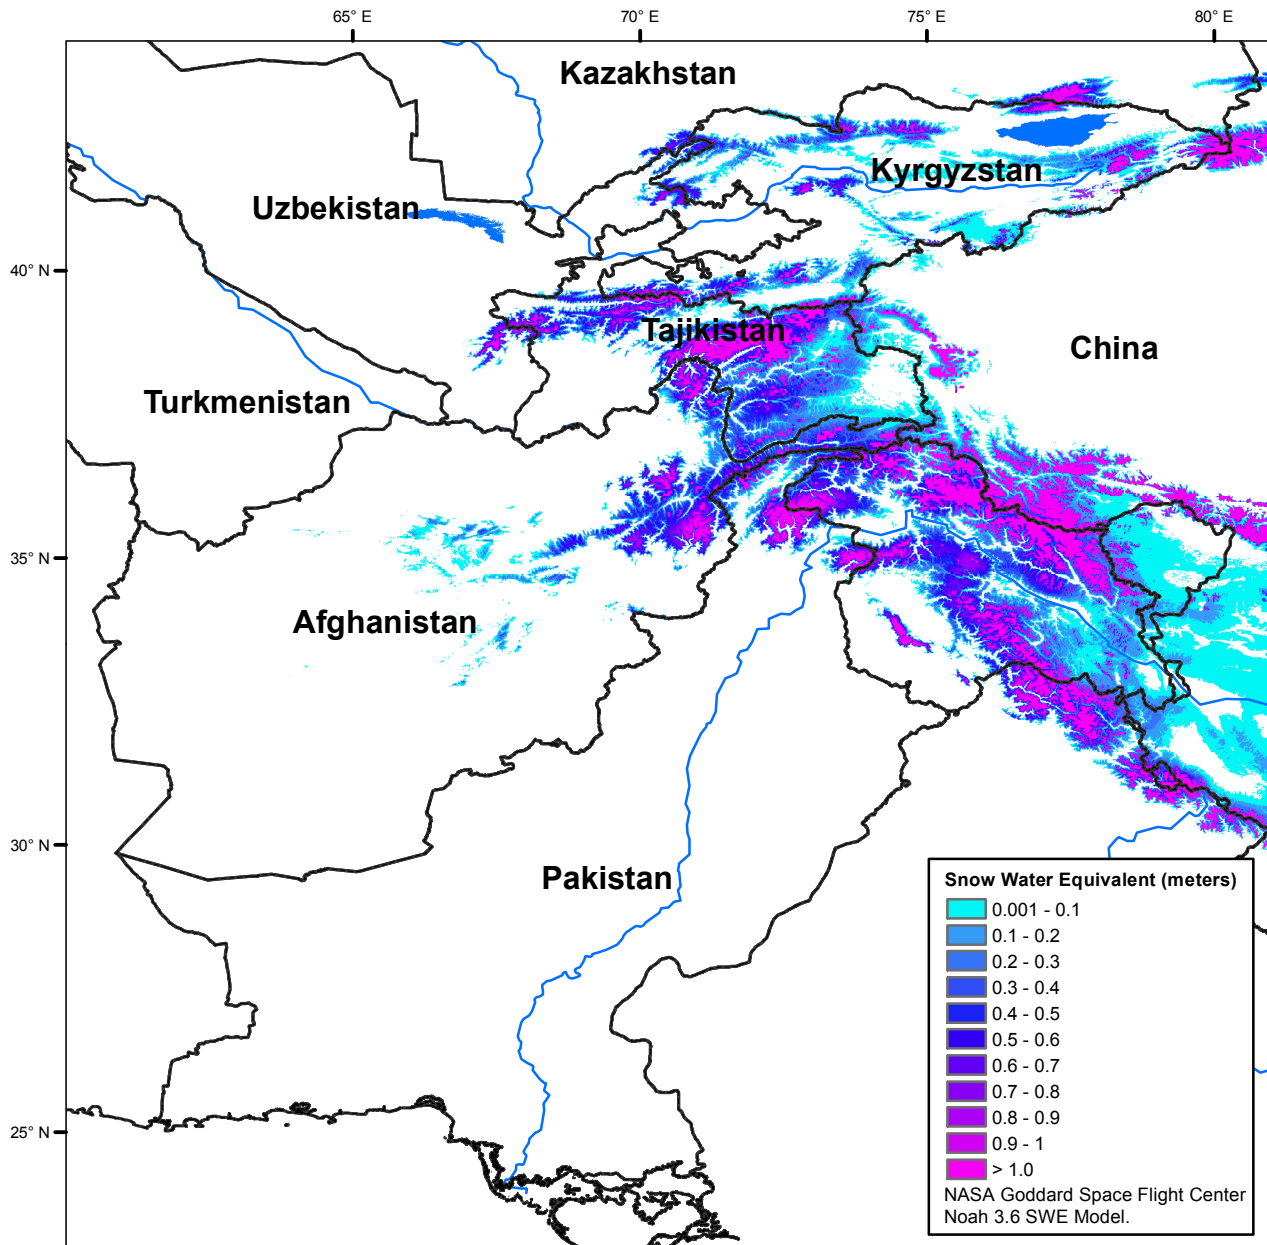 65° E
70° E
75° E
80° E
Kazakhstan
Kyrgyzstan
Uzbekistan
40° N
Tajikistan
China
Turkmenistan
35° N
Afghanistan
30° N
Pakistan
25° N
Snow Water Equivalent (meters)
0.001 - 0.1
0.1 - 0.2
0.2 - 0.3
0.3 - 0.4
0.4 - 0.5
0.5 - 0.6
0.6 - 0.7
0.7 - 0.8
0.8 - 0.9
0.9 - 1
> 1.0
NASA Goddard Space Flight Center
Noah 3.6 SWE Model.